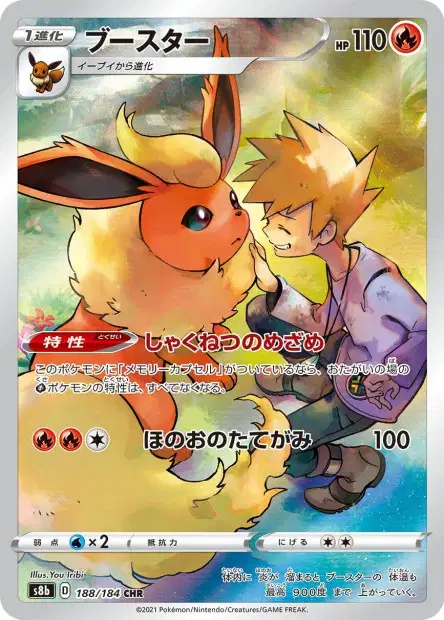 1進化
ブースター
HP 110
イーブイから進化
特性
とくせい
しゃくねつのめざめ
このポケモンに「メモリーカプセル」がついているなら、おたがいの場の
ポケモンの特性は、すべてなくなる。
ほのおのたてがみ 100
弱点 ×2 抵抗力 にげる
Illus. You Iribi
s8b D 188/184 CHR
体内に 炎が 溜まると ブースターの 体温も
最高 900度まで 上がっていく。
©2021 Pokémon/Nintendo/Creatures/GAME FREAK.